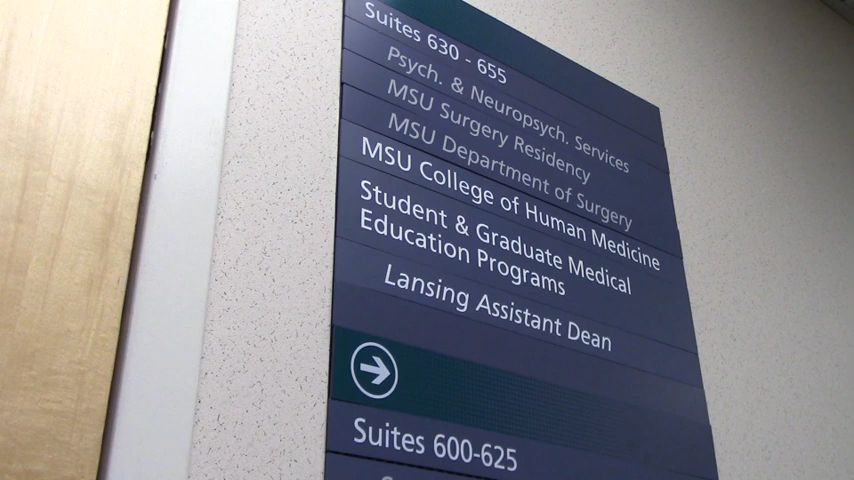 Suites 630 - 655
Psych. & Neuropsych. Services
MSU Surgery Residency
MSU Department of Surgery
MSU College of Human Medicine
Student & Graduate Medical
Education Programs
Lansing Assistant Dean
Suites 600-625